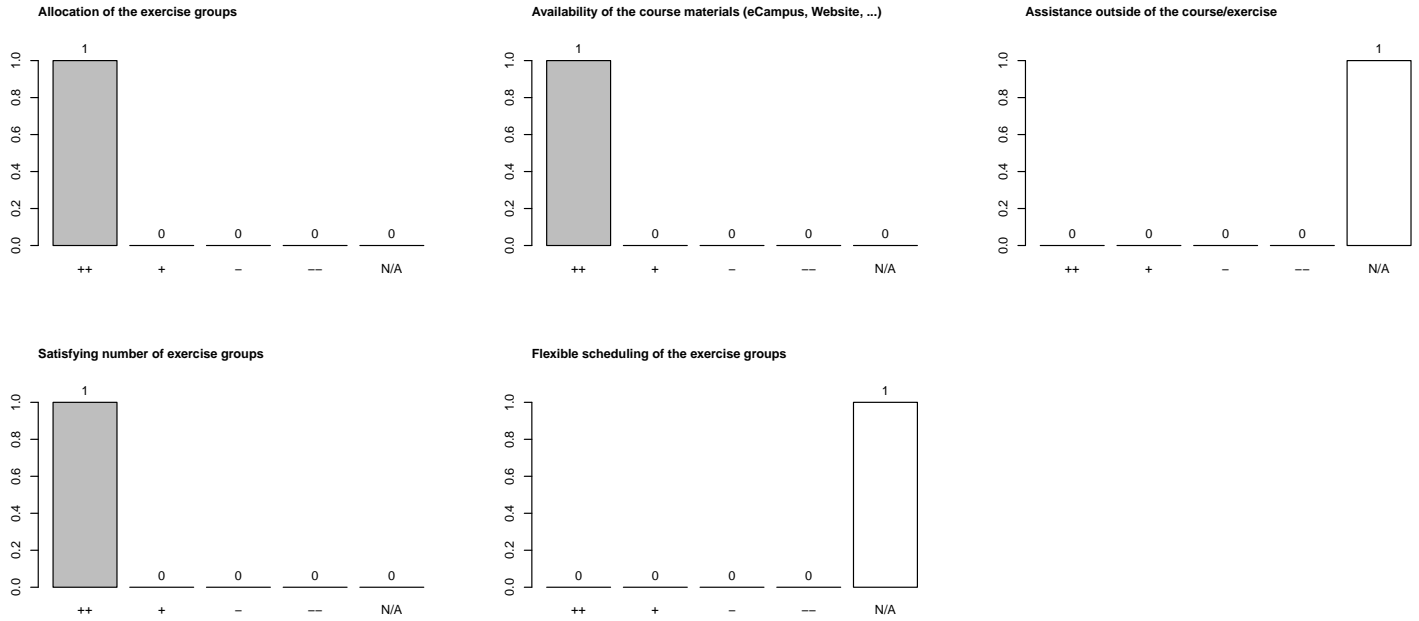 Allocation of the exercise groups
1
0 0 0 0
0.0 0.2 0.4 0.6 0.8 1.0
++ + − −− N/A
Availability of the course materials (eCampus, Website, ...)
1
0 0 0 0
0.0 0.2 0.4 0.6 0.8 1.0
++ + − −− N/A
Assistance outside of the course/exercise
1
0 0 0 0
0.0 0.2 0.4 0.6 0.8 1.0
++ + − −− N/A
Satisfying number of exercise groups
1
0 0 0 0
0.0 0.2 0.4 0.6 0.8 1.0
++ + − −− N/A
Flexible scheduling of the exercise groups
1
0 0 0 0
0.0 0.2 0.4 0.6 0.8 1.0
++ + − −− N/A